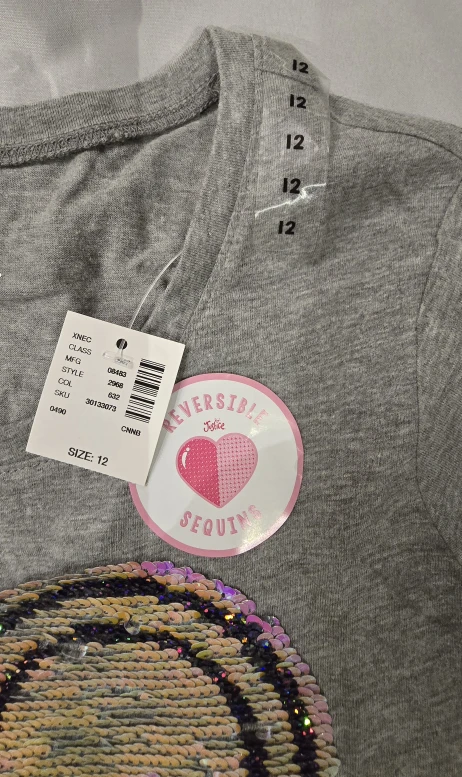 12
12
12
12
12
XNEC
CLASS
MFG 08483
STYLE 2968
COL 632
SKU 30133073
0490
CNNB
SIZE: 12
REVERSIBLE
Justice
SEQUINS